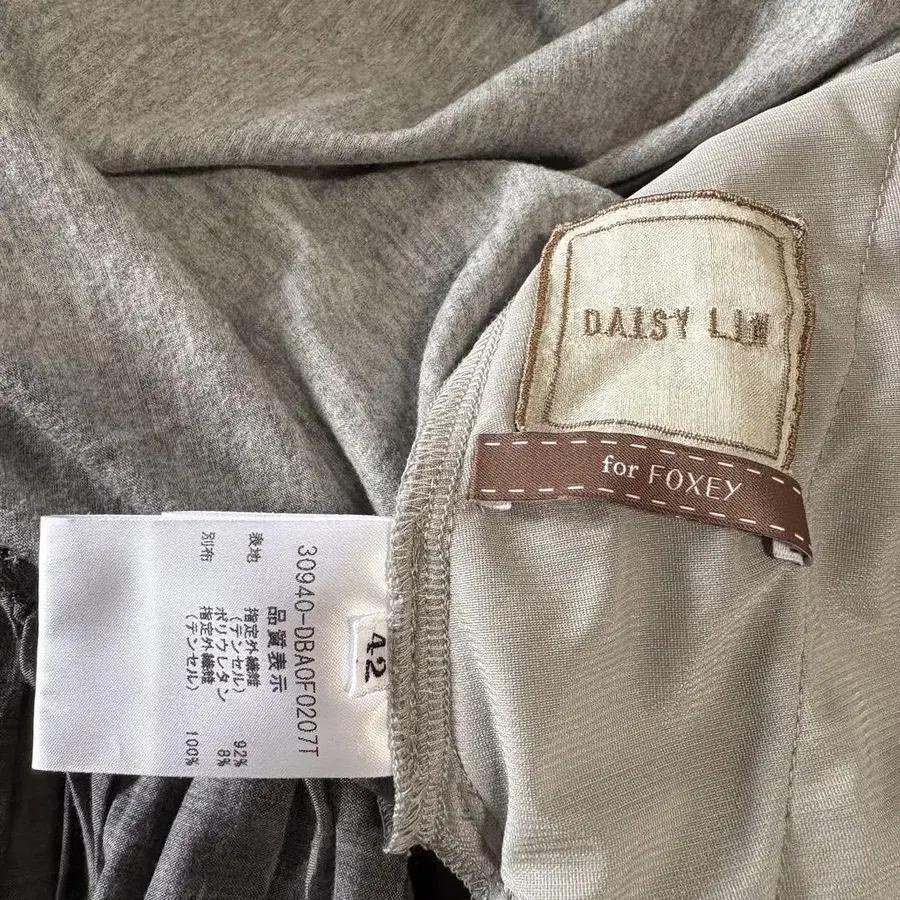 DAISY LIN
for FOXEY
42
30940-DBA0F0207T
品質表示
表地 指定外繊維
(テンセル) 92%
ポリウレタン 8%
別布 指定外繊維
(テンセル) 100%